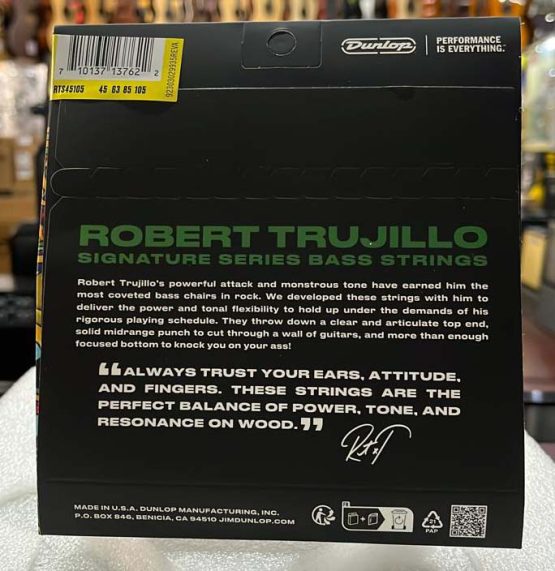 Dunlop
PERFORMANCE
IS EVERYTHING.
7 10137 13762 2
RTS45105 45 63 85 105
92303029935REVA
ROBERT TRUJILLO
SIGNATURE SERIES BASS STRINGS
Robert Trujillo's powerful attack and monstrous tone have earned him the
most coveted bass chairs in rock. We developed these strings with him to
deliver the power and tonal flexibility to hold up under the demands of his
rigorous playing schedule. They throw down a clear and articulate top end,
solid midrange punch to cut through a wall of guitars, and more than enough
focused bottom to knock you on your ass!
“ALWAYS TRUST YOUR EARS, ATTITUDE,
AND FINGERS. THESE STRINGS ARE THE
PERFECT BALANCE OF POWER, TONE, AND
RESONANCE ON WOOD.”
MADE IN U.S.A. DUNLOP MANUFACTURING, INC.
P.O. BOX 846, BENICIA, CA 94510 JIMDUNLOP.COM
21
PAP